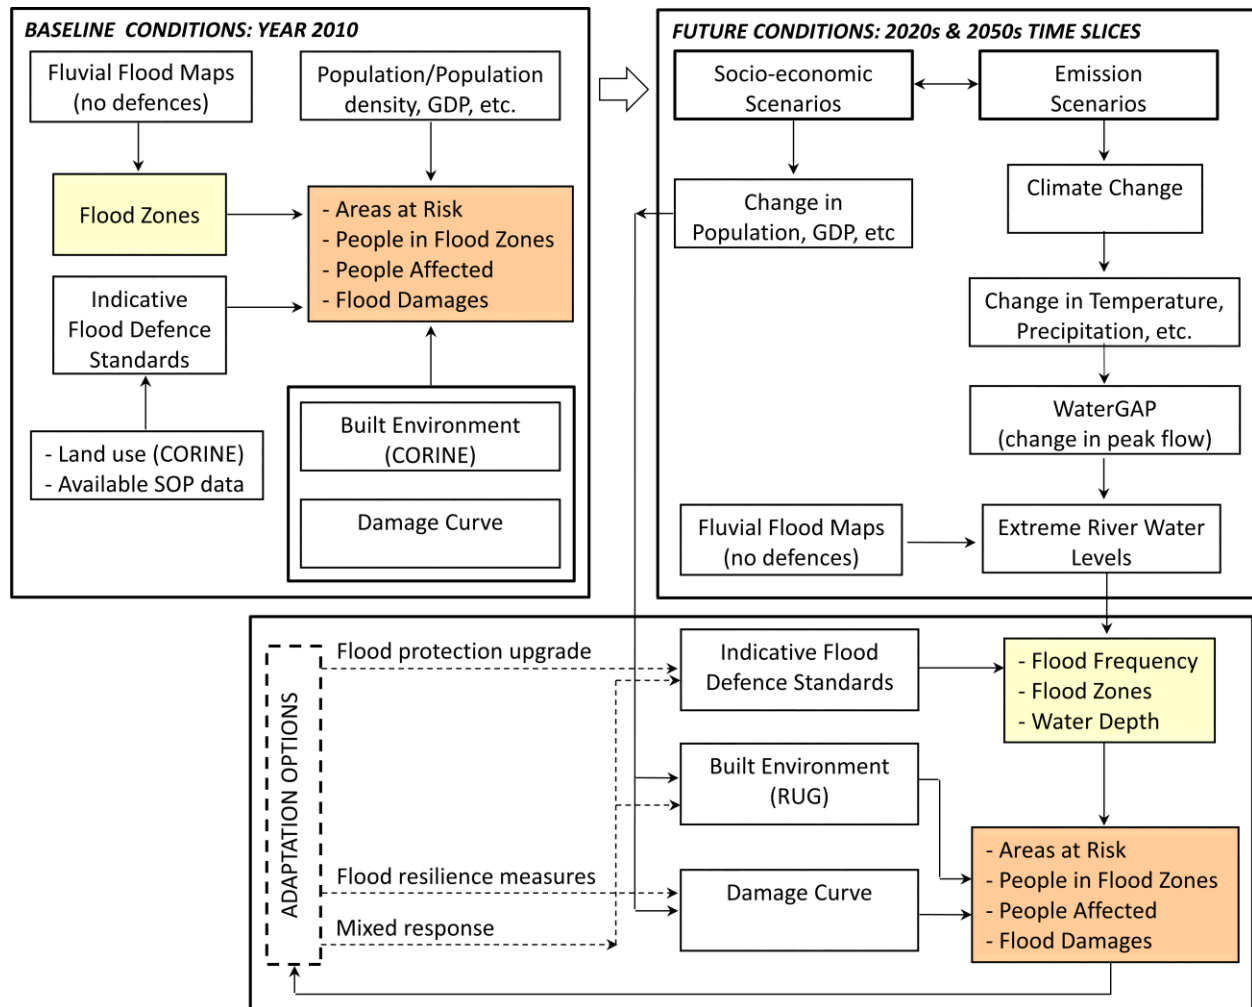 BASELINE CONDITIONS: YEAR 2010
Fluvial Flood Maps
(no defences)
Population/Population
density, GDP, etc.
Flood Zones
- Areas at Risk
- People in Flood Zones
- People Affected
- Flood Damages
Indicative
Flood Defence
Standards
- Land use (CORINE)
- Available SOP data
Built Environment
(CORINE)
Damage Curve
FUTURE CONDITIONS: 2020s & 2050s TIME SLICES
Socio-economic
Scenarios
Emission
Scenarios
Change in
Population, GDP, etc
Climate Change
Change in Temperature,
Precipitation, etc.
WaterGAP
(change in peak flow)
Fluvial Flood Maps
(no defences)
Extreme River Water
Levels
ADAPTATION OPTIONS
Flood protection upgrade
Flood resilience measures
Mixed response
Indicative Flood
Defence Standards
Built Environment
(RUG)
Damage Curve
- Flood Frequency
- Flood Zones
- Water Depth
- Areas at Risk
- People in Flood Zones
- People Affected
- Flood Damages